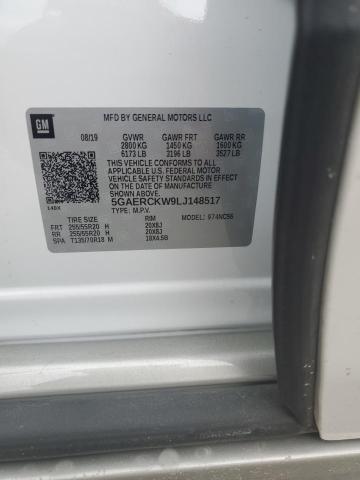 GM
MFD BY GENERAL MOTORS LLC
08/19 GVWR GAWR FRT GAWR RR
2800 KG 1450 KG 1600 KG
6173 LB 3196 LB 3527 LB
THIS VEHICLE CONFORMS TO ALL
APPLICABLE U.S. FEDERAL MOTOR
VEHICLE SAFETY STANDARDS IN EFFECT
ON THE DATE OF MANUFACTURE
SHOWN ABOVE.
5GAERCKW9LJ148517
TYPE: M.P.V. MODEL: 974NC56
TIRE SIZE RIM
FRT 255/55R20 H 20X8J
RR 255/55R20 H 20X8J
SPA T135/70R18 M 18X4.5B